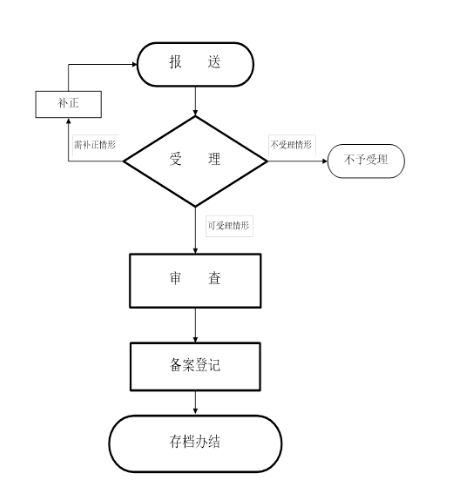 报 送
补正
需补正情形
受 理
不受理情形
不予受理
可受理情形
审 查
备案登记
存档办结